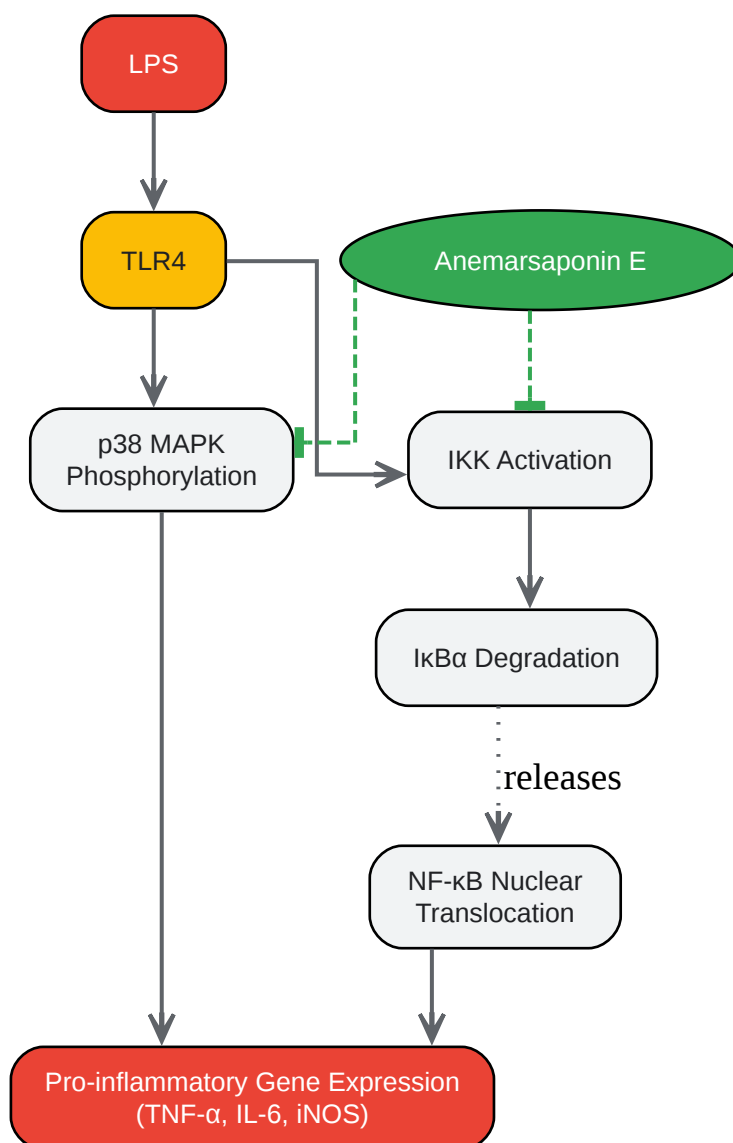 LPS
TLR4
Anemarsaponin E
p38 MAPK
Phosphorylation
IKK Activation
IκBα Degradation
releases
NF-κB Nuclear
Translocation
Pro-inflammatory Gene Expression
(TNF-α, IL-6, iNOS)